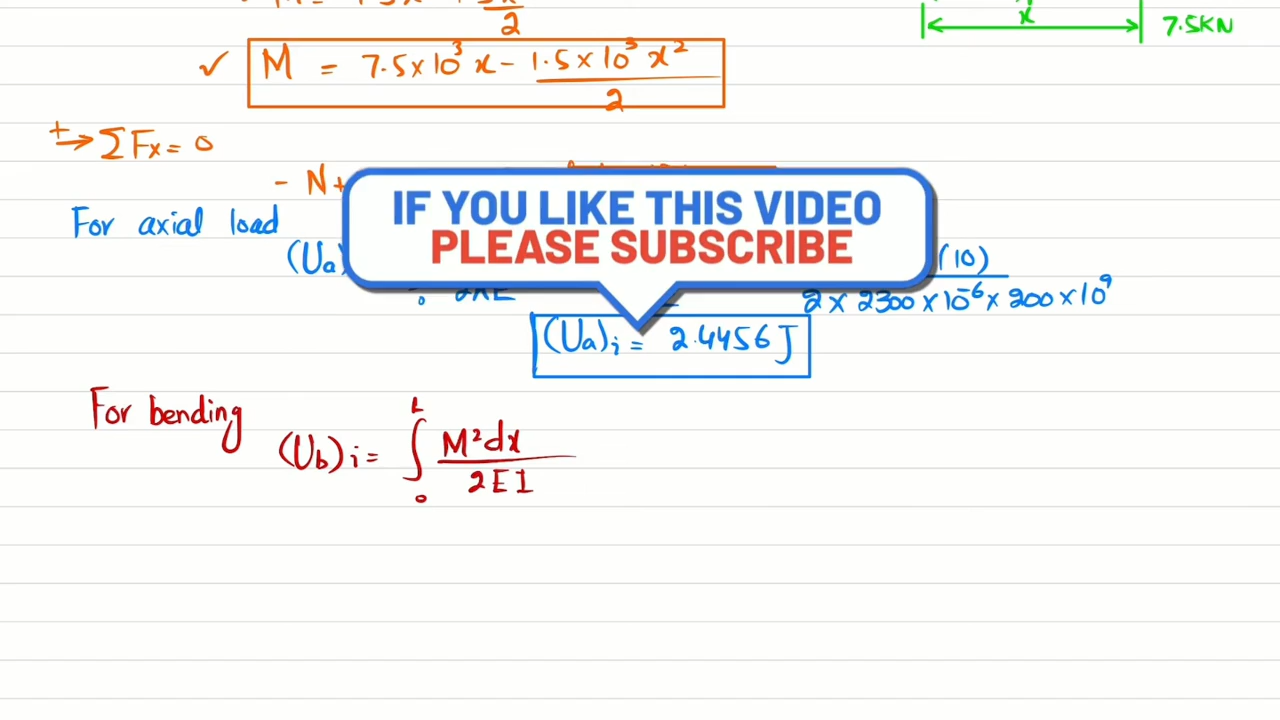 2
x
7.5KN
✓ M = 7.5×10³x − 1.5×10³x²/2
+→ ΣFx = 0
- N+
For axial load
IF YOU LIKE THIS VIDEO
PLEASE SUBSCRIBE
(Ua)
(10)
2 × 2300 × 10⁻⁶ × 200 × 10⁹
(Ua)i = 2.4456 J
For bending
(Ub)i = ∫₀ᴸ M²dx/2EI